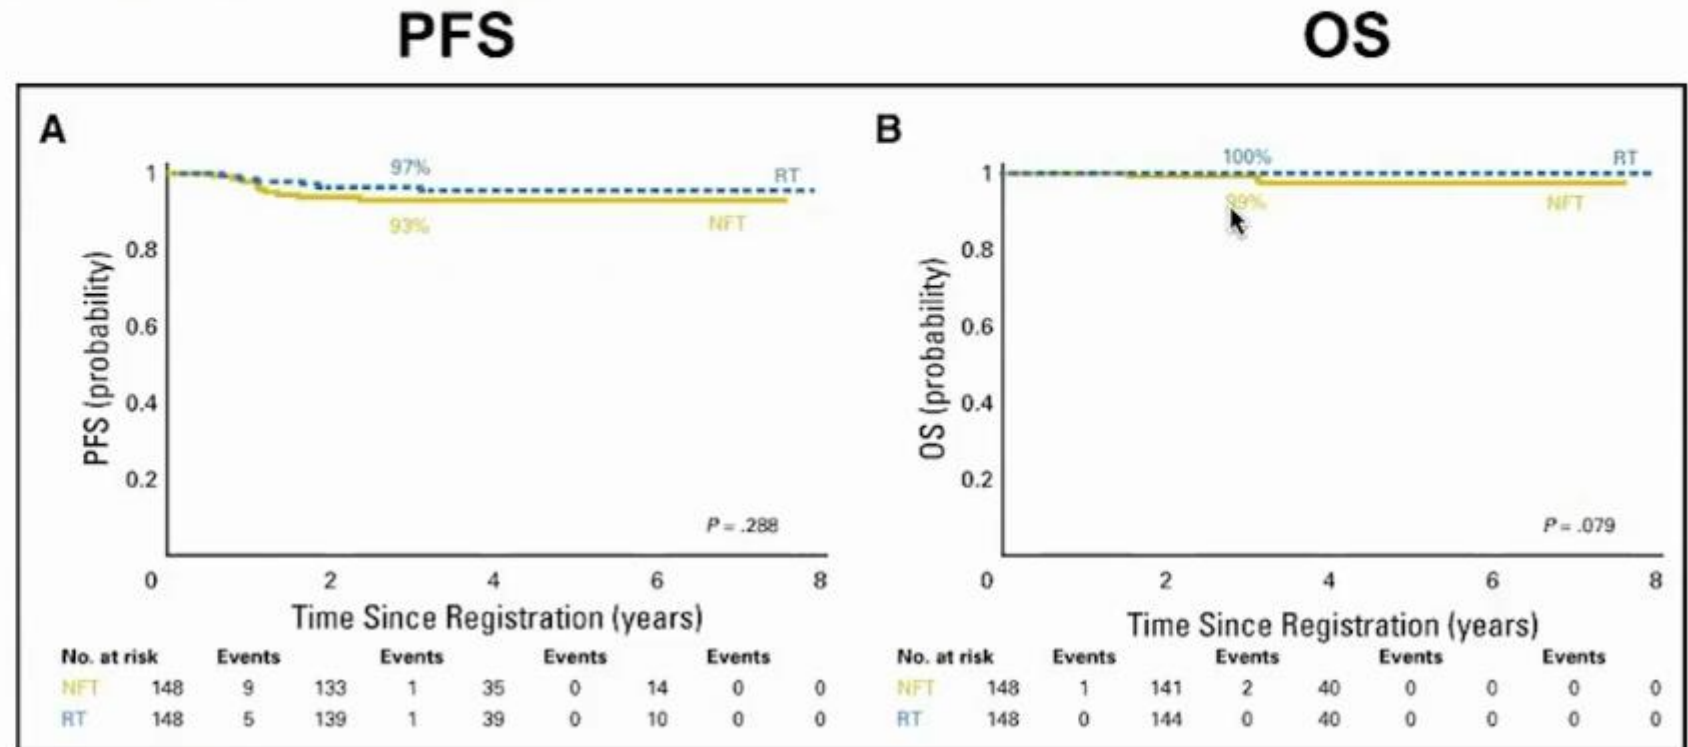 PFS
OS
A
B
97%
RT
93%
NFT
1
0.8
0.6
0.4
0.2
PFS (probability)
P = .288
0 2 4 6 8
Time Since Registration (years)
No. at risk Events Events Events Events
NFT 148 9 133 1 35 0 14 0 0
RT 148 5 139 1 39 0 10 0 0
100%
RT
99%
NFT
1
0.8
0.6
0.4
0.2
OS (probability)
P = .079
0 2 4 6 8
Time Since Registration (years)
No. at risk Events Events Events Events
NFT 148 1 141 2 40 0 0 0 0
RT 148 0 144 0 40 0 0 0 0